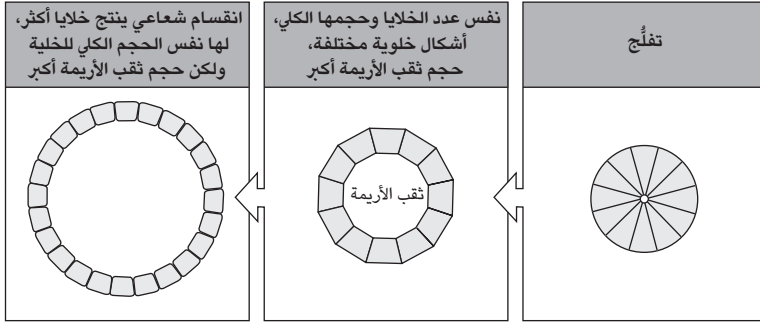 تفلُّج
نفس عدد الخلايا وحجمها الكلي،
أشكال خلوية مختلفة،
حجم ثقب الأريمة أكبر
ثقب الأريمة
انقسام شعاعي ينتج خلايا أكثر،
لها نفس الحجم الكلي للخلية
ولكن حجم ثقب الأريمة أكبر